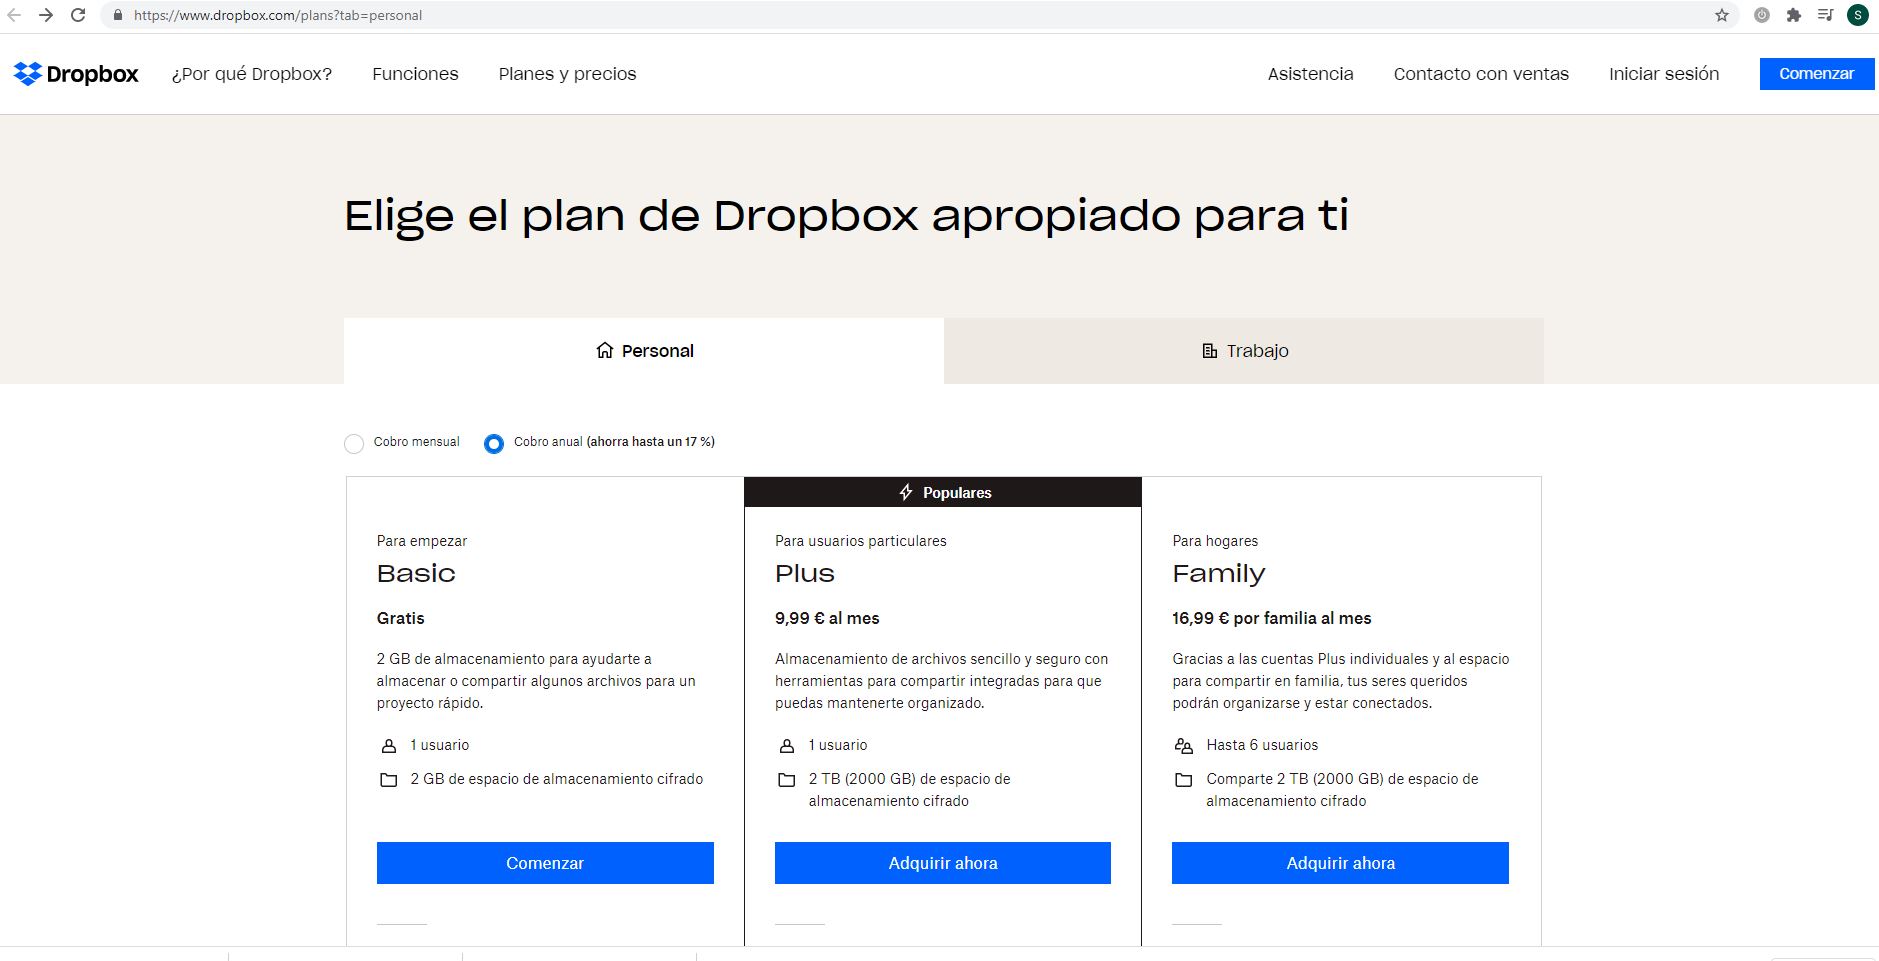 https://www.dropbox.com/plans?tab=personal
S
Dropbox
¿Por qué Dropbox?
Funciones
Planes y precios
Asistencia
Contacto con ventas
Iniciar sesión
Comenzar
Elige el plan de Dropbox apropiado para ti
Personal
Trabajo
Cobro mensual
Cobro anual (ahorra hasta un 17 %)
Para empezar
Basic
Gratis
2 GB de almacenamiento para ayudarte a
almacenar o compartir algunos archivos para un
proyecto rápido.
1 usuario
2 GB de espacio de almacenamiento cifrado
Comenzar
Populares
Para usuarios particulares
Plus
9,99 € al mes
Almacenamiento de archivos sencillo y seguro con
herramientas para compartir integradas para que
puedas mantenerte organizado.
1 usuario
2 TB (2000 GB) de espacio de
almacenamiento cifrado
Adquirir ahora
Para hogares
Family
16,99 € por familia al mes
Gracias a las cuentas Plus individuales y al espacio
para compartir en familia, tus seres queridos
podrán organizarse y estar conectados.
Hasta 6 usuarios
Comparte 2 TB (2000 GB) de espacio de
almacenamiento cifrado
Adquirir ahora